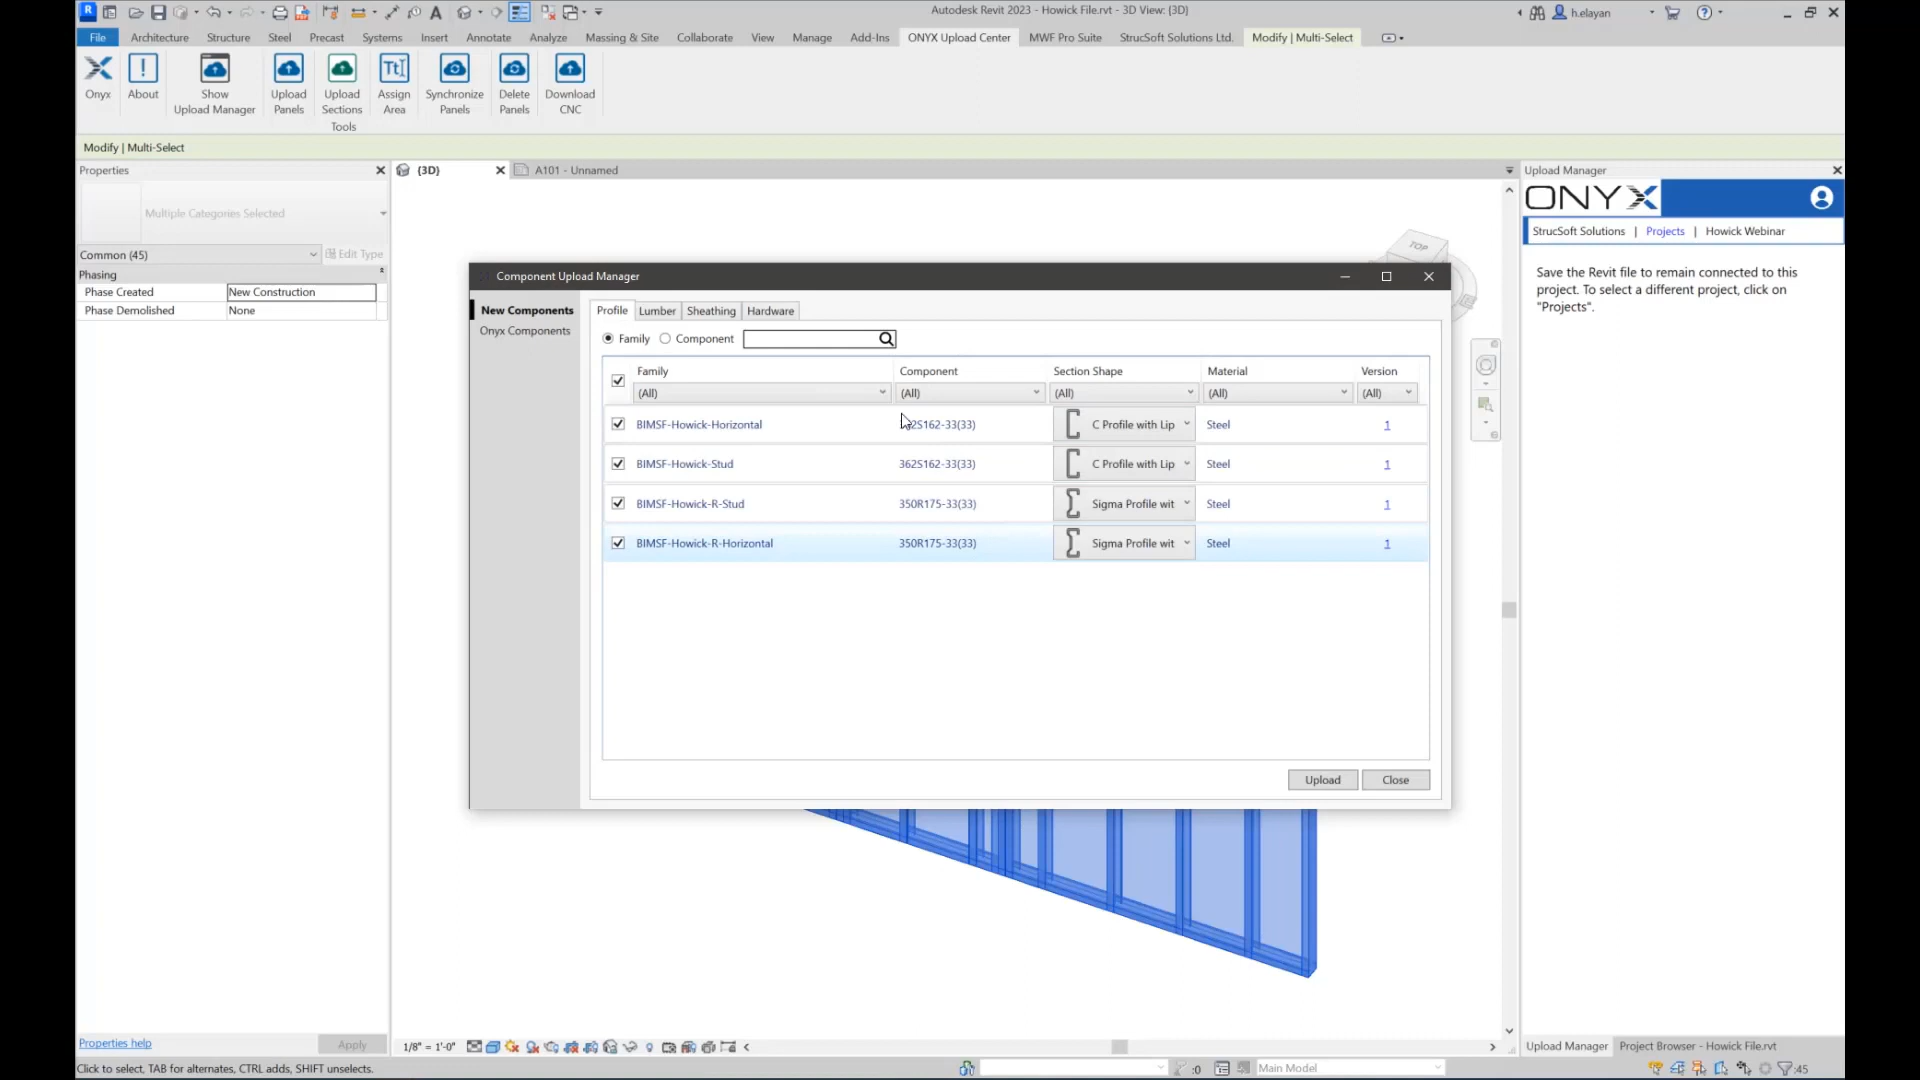 Autodesk Revit 2023 - Howick File.rvt - 3D View: {3D}
h.elayan
File Architecture Structure Steel Precast Systems Insert Annotate Analyze Massing & Site Collaborate View Manage Add-Ins ONYX Upload Center MWF Pro Suite StrucSoft Solutions Ltd. Modify | Multi-Select
Onyx
About
Show
Upload Manager
Upload
Panels
Upload
Sections
Assign
Area
Synchronize
Panels
Delete
Panels
Download
CNC
Tools
Modify | Multi-Select
Properties
{3D}
A101 - Unnamed
Upload Manager
Multiple Categories Selected
Common (45)
Edit Type
Phasing
Phase Created New Construction
Phase Demolished None
TOP
Component Upload Manager
New Components
Onyx Components
Profile Lumber Sheathing Hardware
Family Component
Family Component Section Shape Material Version
(All) (All) (All) (All) (All)
BIMSF-Howick-Horizontal 2S162-33(33) C Profile with Lip Steel 1
BIMSF-Howick-Stud 362S162-33(33) C Profile with Lip Steel 1
BIMSF-Howick-R-Stud 350R175-33(33) Sigma Profile wit Steel 1
BIMSF-Howick-R-Horizontal 350R175-33(33) Sigma Profile wit Steel 1
Upload Close
ONYX
StrucSoft Solutions | Projects | Howick Webinar
Save the Revit file to remain connected to this
project. To select a different project, click on
"Projects".
Properties help
Apply
1/8" = 1'-0"
Upload Manager Project Browser - Howick File.rvt
Click to select, TAB for alternates, CTRL adds, SHIFT unselects.
:0
Main Model
:45